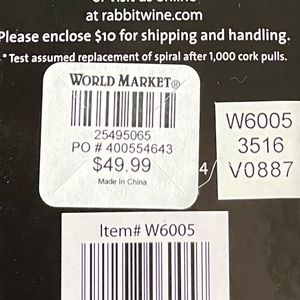 at rabbitwine.com
Please enclose $10 for shipping and handling.
* Test assumed replacement of spiral after 1,000 cork pulls.
WORLD MARKET®
25495065
PO # 400554643
$49.99
Made In China
W6005
3516
V0887
4/
Item# W6005